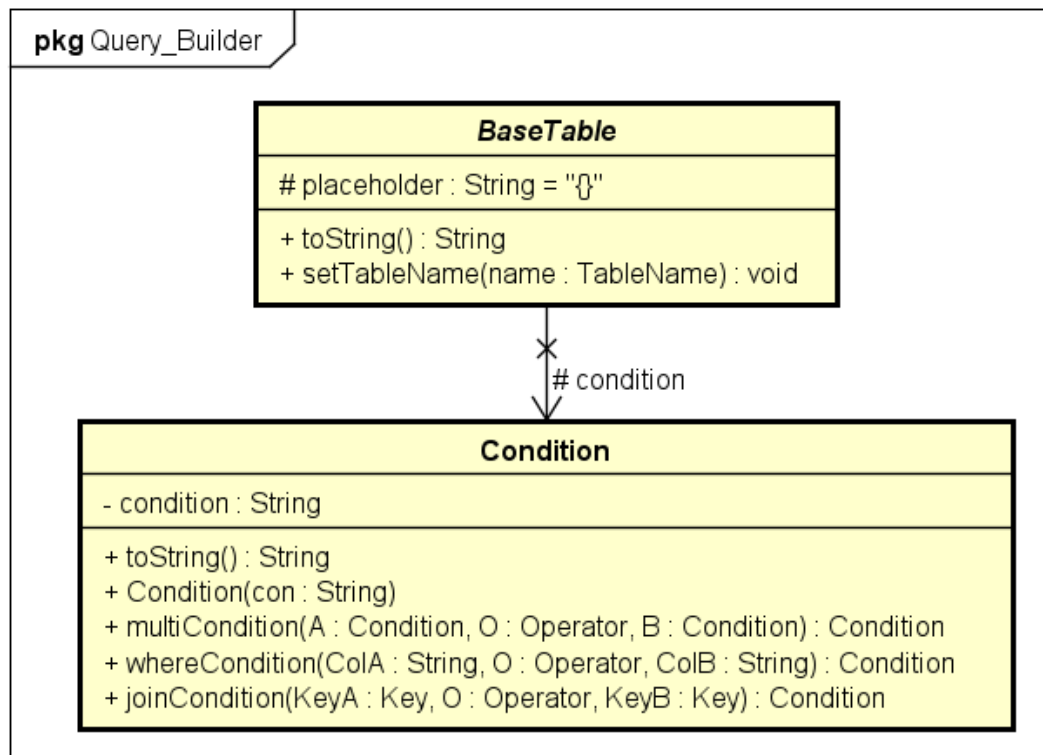 pkg Query_Builder
BaseTable
# placeholder : String = "{}"
+ toString() : String
+ setTableName(name : TableName) : void
# condition
Condition
- condition : String
+ toString() : String
+ Condition(con : String)
+ multiCondition(A : Condition, O : Operator, B : Condition) : Condition
+ whereCondition(ColA : String, O : Operator, ColB : String) : Condition
+ joinCondition(KeyA : Key, O : Operator, KeyB : Key) : Condition